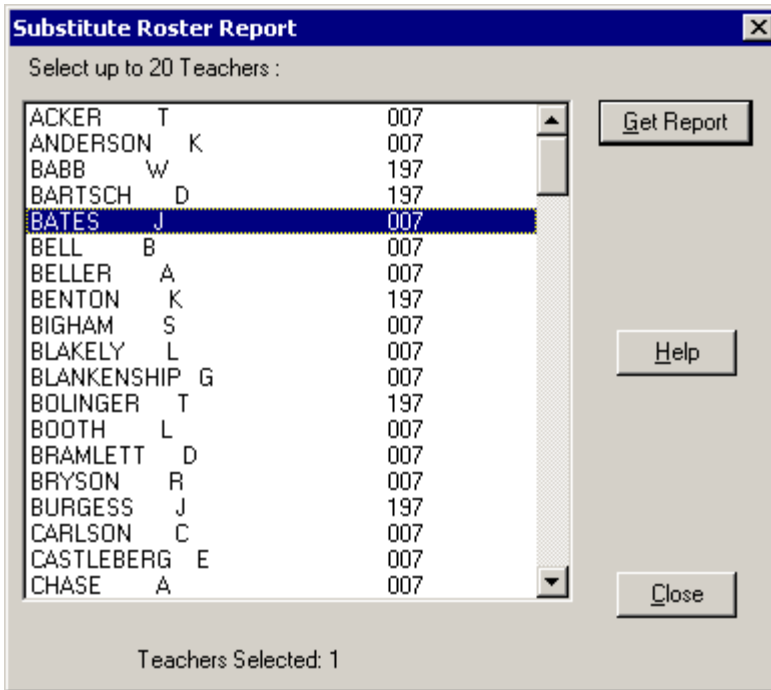 Substitute Roster Report
Select up to 20 Teachers :
ACKER T 007
ANDERSON K 007
BABB W 197
BARTSCH D 197
BATES J 007
BELL B 007
BELLER A 007
BENTON K 197
BIGHAM S 007
BLAKELY L 007
BLANKENSHIP G 007
BOLINGER T 197
BOOTH L 007
BRAMLETT D 007
BRYSON R 007
BURGESS J 197
CARLSON C 007
CASTLEBERG E 007
CHASE A 007
Get Report
Help
Close
Teachers Selected: 1